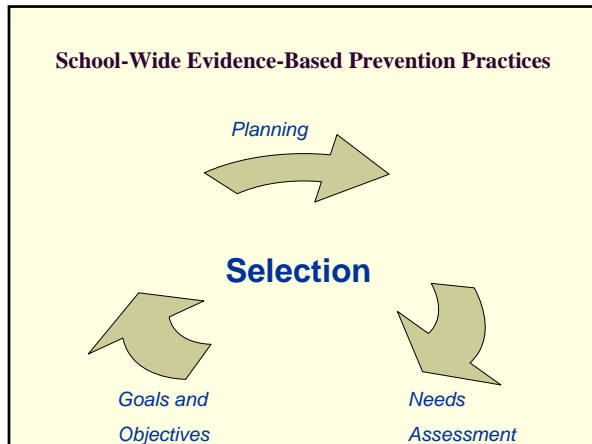 School-Wide Evidence-Based Prevention Practices
Planning
Selection
Goals and
Objectives
Needs
Assessment